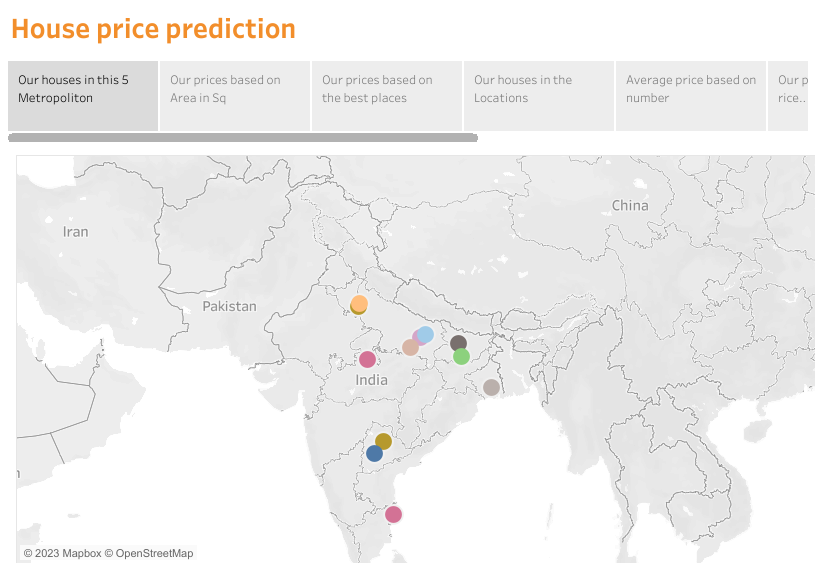 House price prediction
Our houses in this 5
Metropoliton
Our prices based on
Area in Sq
Our prices based on
the best places
Our houses in the
Locations
Average price based on
number
Our p
rice..
China
Iran
Pakistan
India
n
© 2023 Mapbox © OpenStreetMap